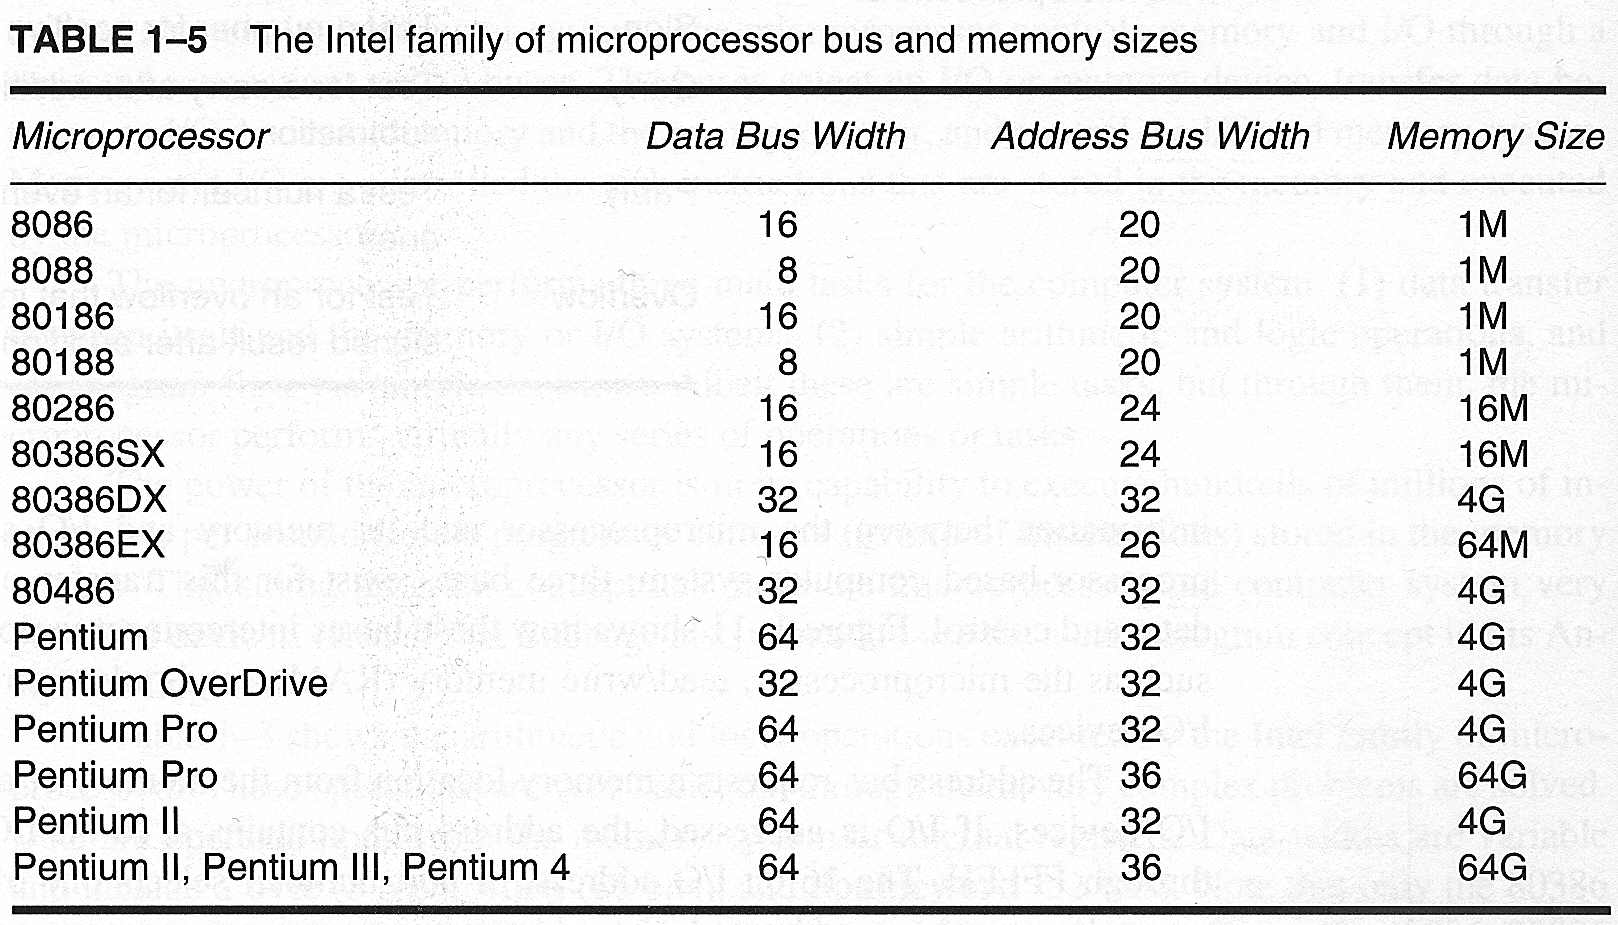 TABLE 1–5 The Intel family of microprocessor bus and memory sizes
Microprocessor Data Bus Width Address Bus Width Memory Size
8086 16 20 1M
8088 8 20 1M
80186 16 20 1M
80188 8 20 1M
80286 16 24 16M
80386SX 16 24 16M
80386DX 32 32 4G
80386EX 16 26 64M
80486 32 32 4G
Pentium 64 32 4G
Pentium OverDrive 32 32 4G
Pentium Pro 64 32 4G
Pentium Pro 64 36 64G
Pentium II 64 32 4G
Pentium II, Pentium III, Pentium 4 64 36 64G